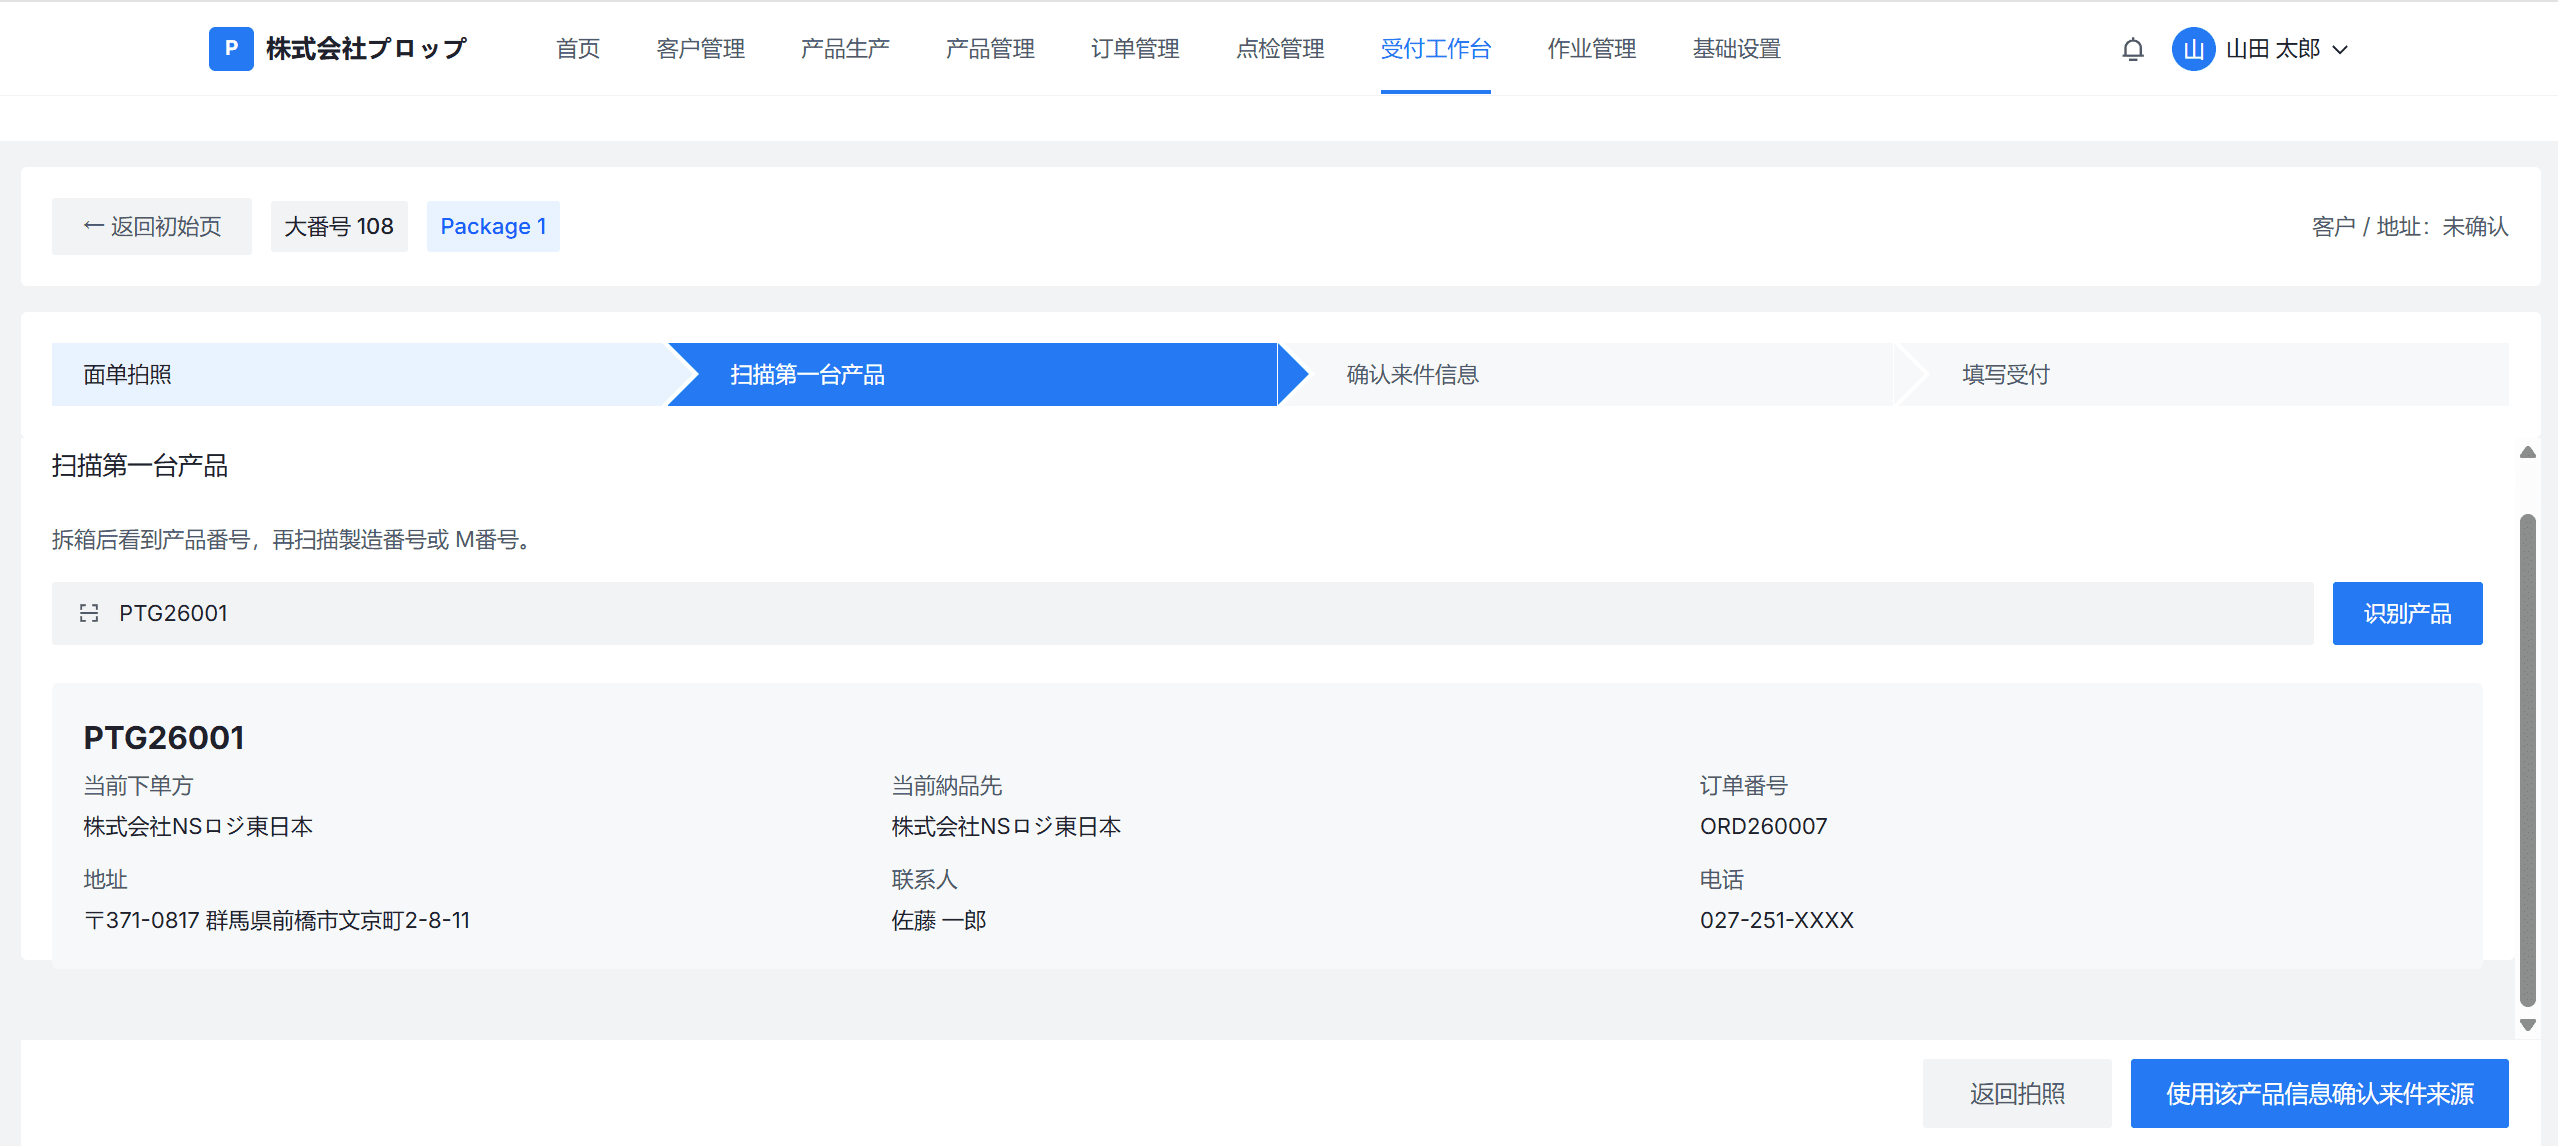 P 株式会社プロップ 首页 客户管理 产品生产 产品管理 订单管理 点检管理 受付工作台 作业管理 基础设置 山 山田 太郎
← 返回初始页 大番号 108 Package 1 客户 / 地址：未确认
面单拍照 扫描第一台产品 确认来件信息 填写受付
扫描第一台产品
拆箱后看到产品番号，再扫描製造番号或 M番号。
PTG26001 识别产品
PTG26001
当前下单方 当前納品先 订单番号
株式会社NSロジ東日本 株式会社NSロジ東日本 ORD260007
地址 联系人 电话
〒371-0817 群馬県前橋市文京町2-8-11 佐藤 一郎 027-251-XXXX
返回拍照 使用该产品信息确认来件来源